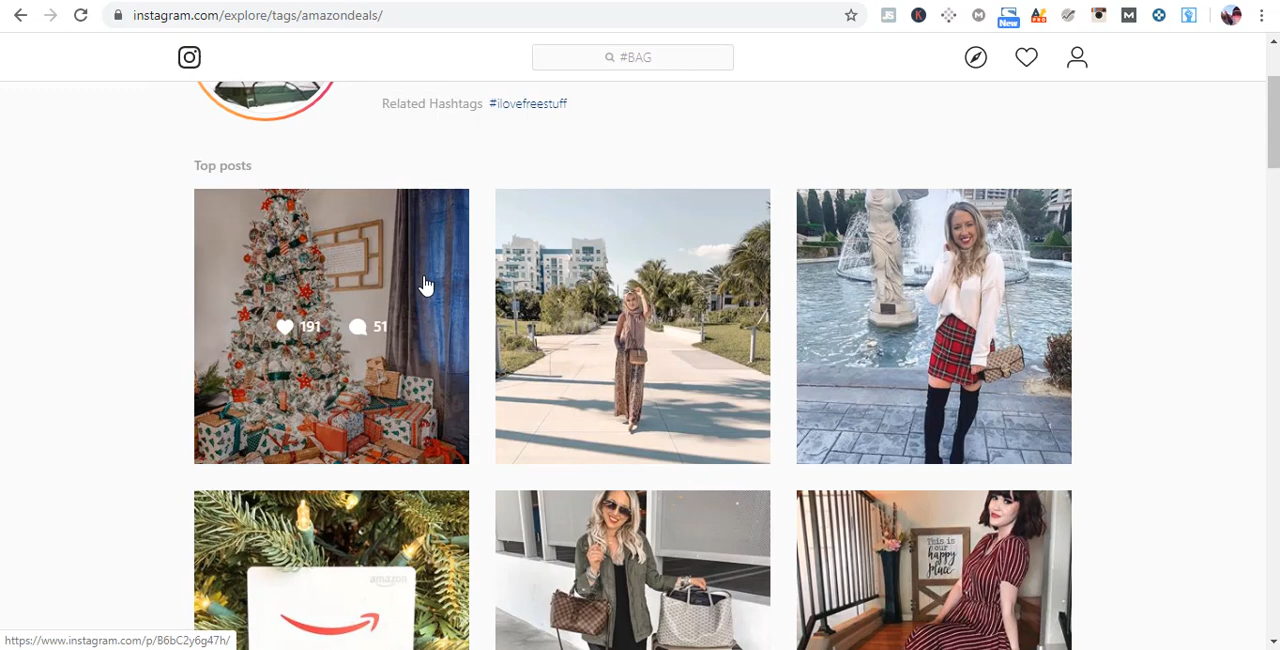 instagram.com/explore/tags/amazondeals/
New
#BAG
Related Hashtags #ilovefreestuff
Top posts
191 51
amazon
This is
our
happy
place
https://www.instagram.com/p/B6bC2y6g47h/